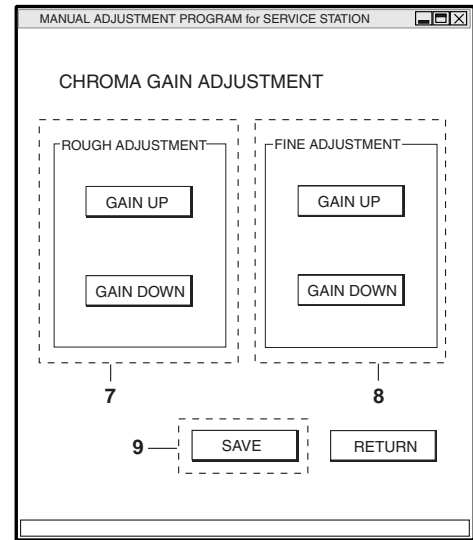 MANUAL ADJUSTMENT PROGRAM for SERVICE STATION
CHROMA GAIN ADJUSTMENT
ROUGH ADJUSTMENT
GAIN UP
GAIN DOWN
7
FINE ADJUSTMENT
GAIN UP
GAIN DOWN
8
9
SAVE
RETURN